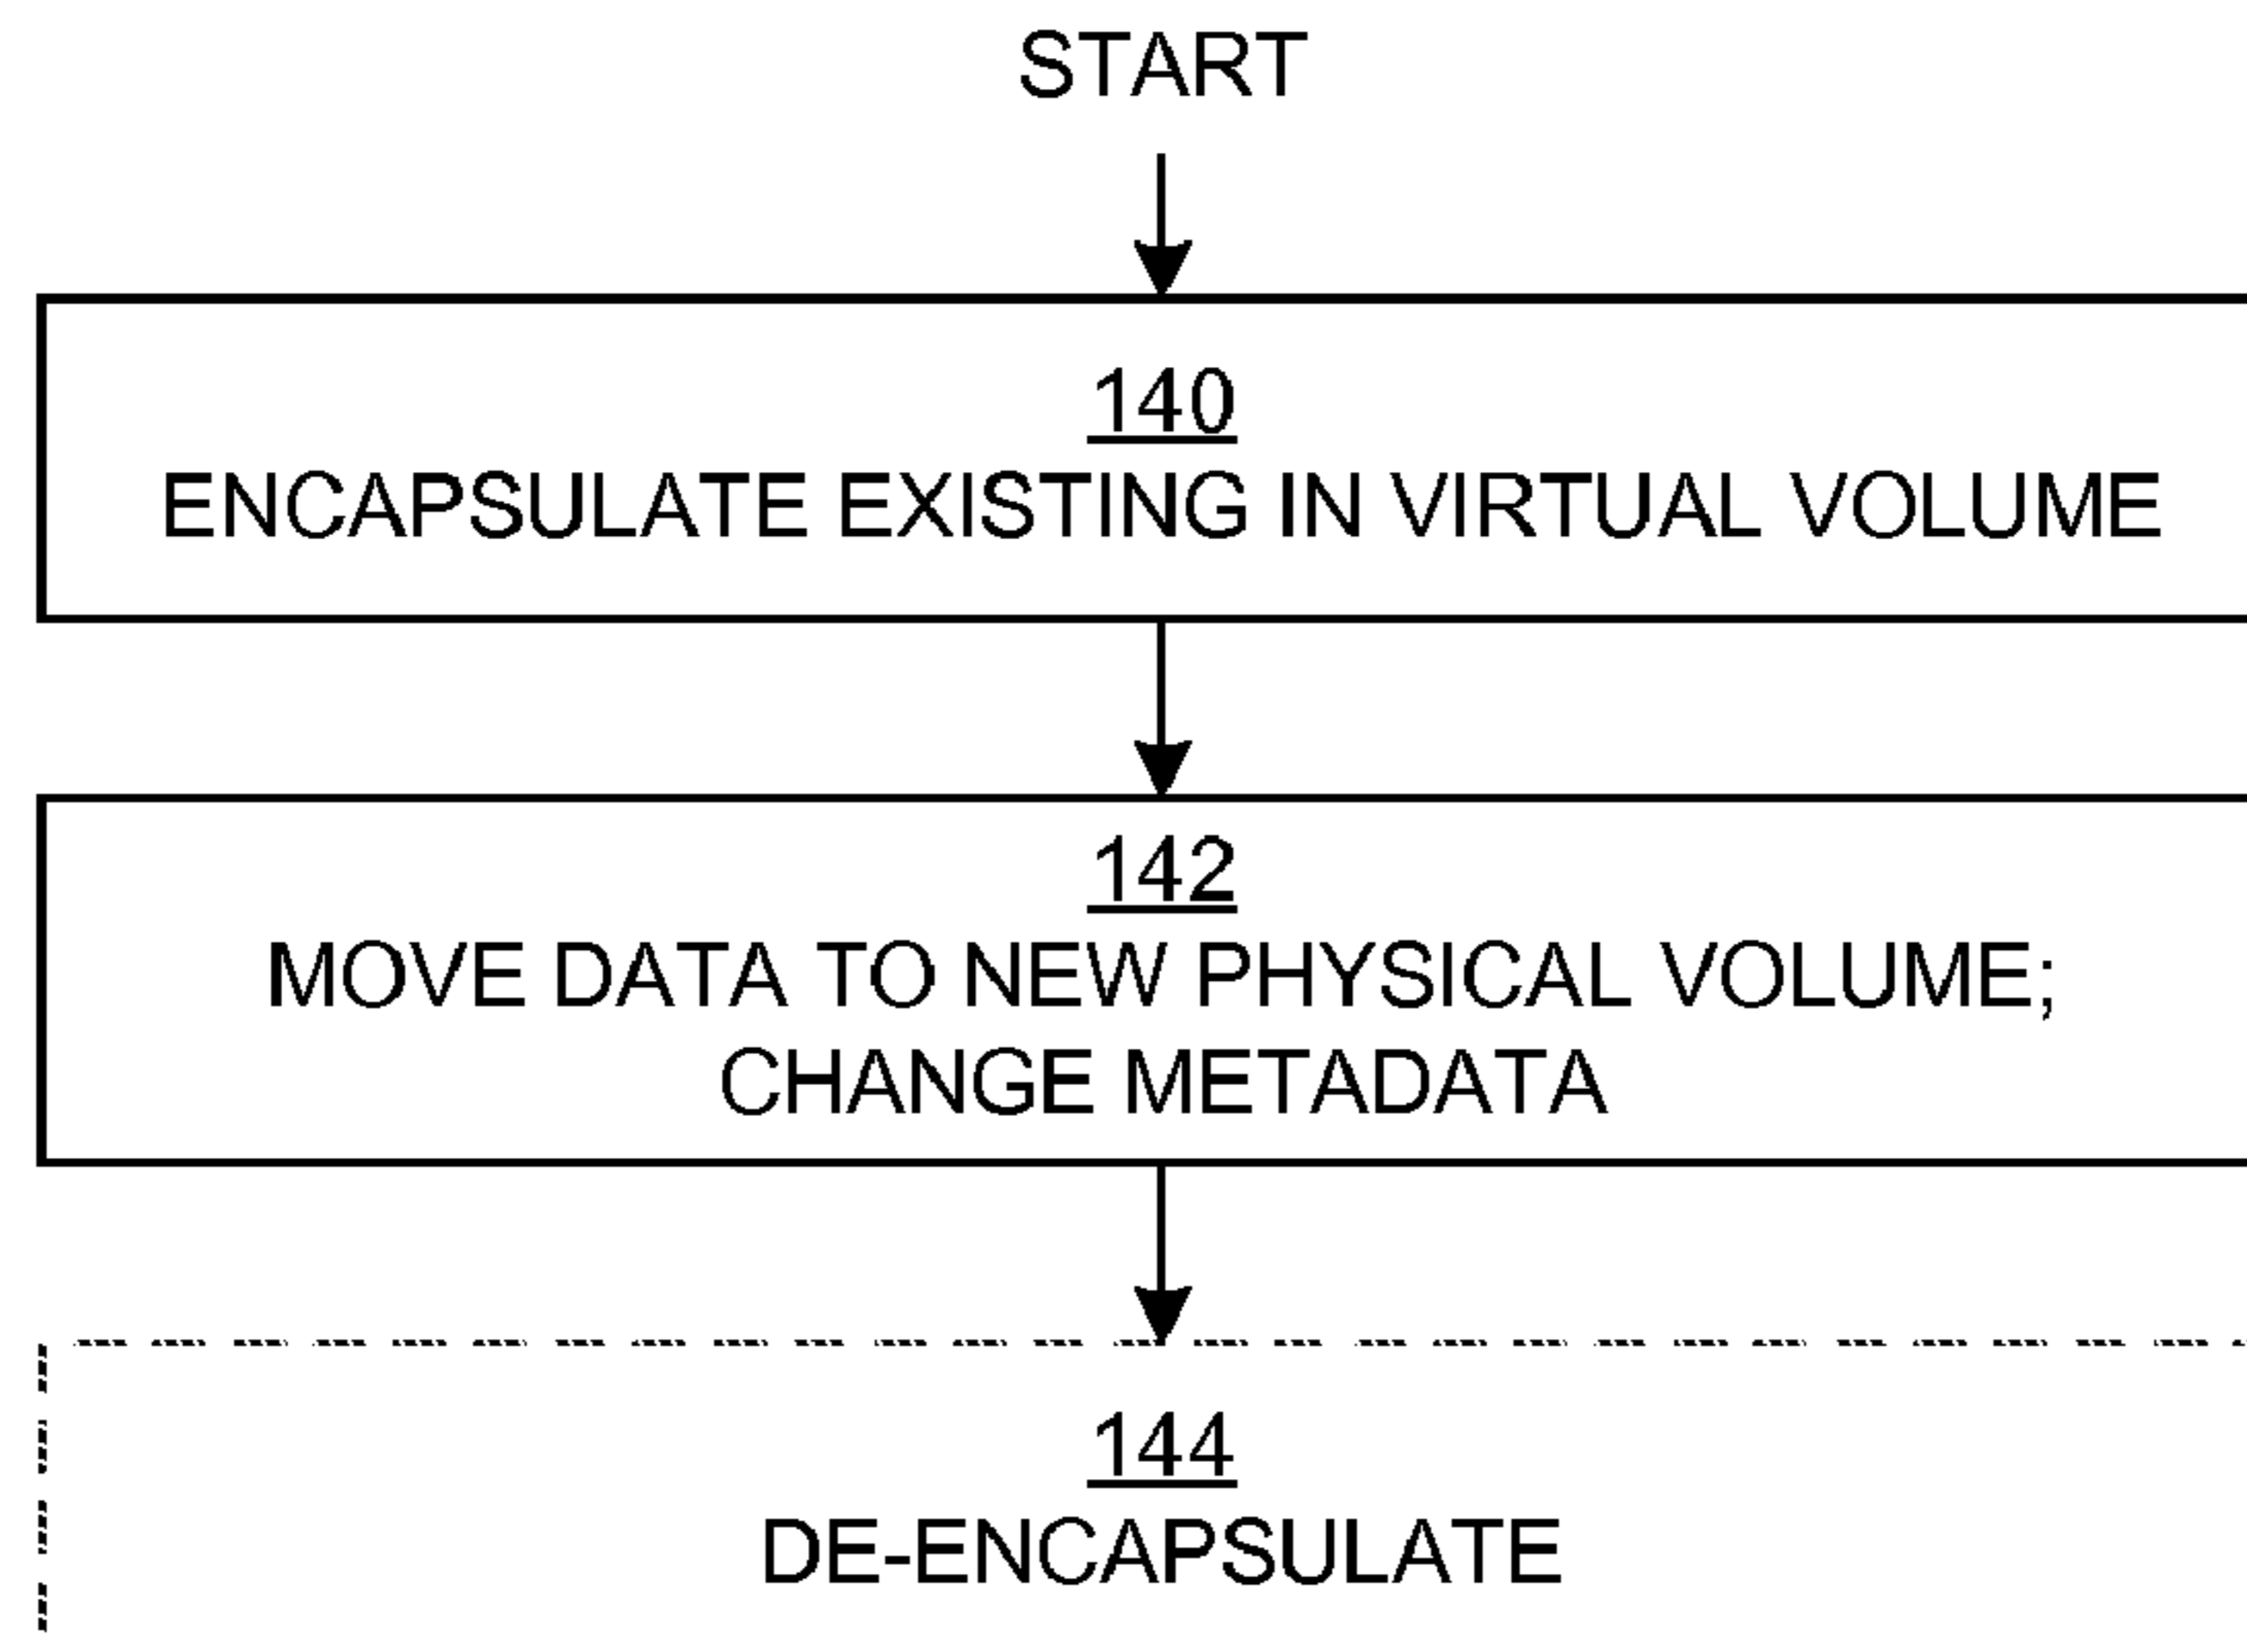 START
140
ENCAPSULATE EXISTING IN VIRTUAL VOLUME
142
MOVE DATA TO NEW PHYSICAL VOLUME;
CHANGE METADATA
144
DE-ENCAPSULATE